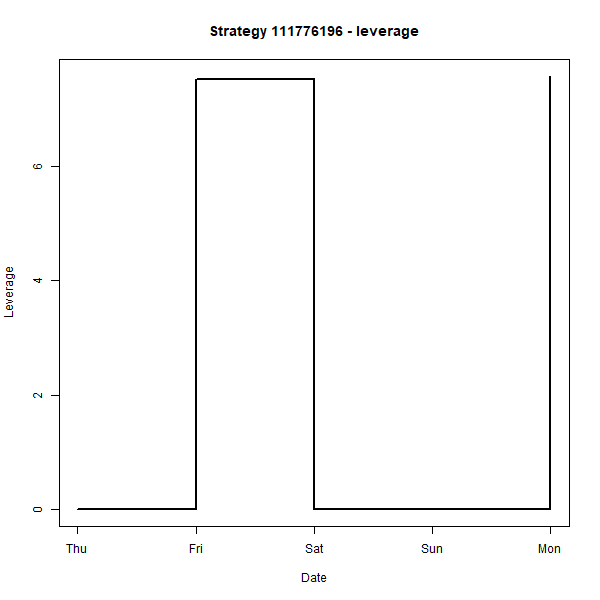 Strategy 111776196 - leverage
Leverage
6
4
2
0
Thu Fri Sat Sun Mon
Date